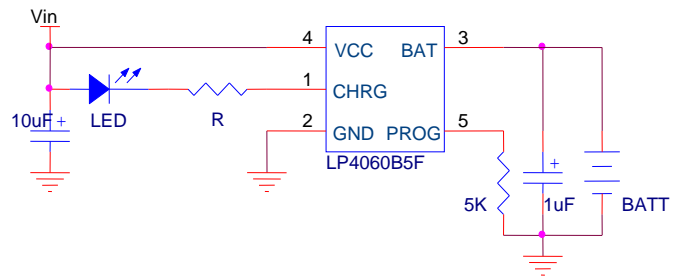 Vin
4 VCC BAT 3
1 CHRG
10uF + LED R
2 GND PROG 5
LP4060B5F
+
5K 1uF BATT